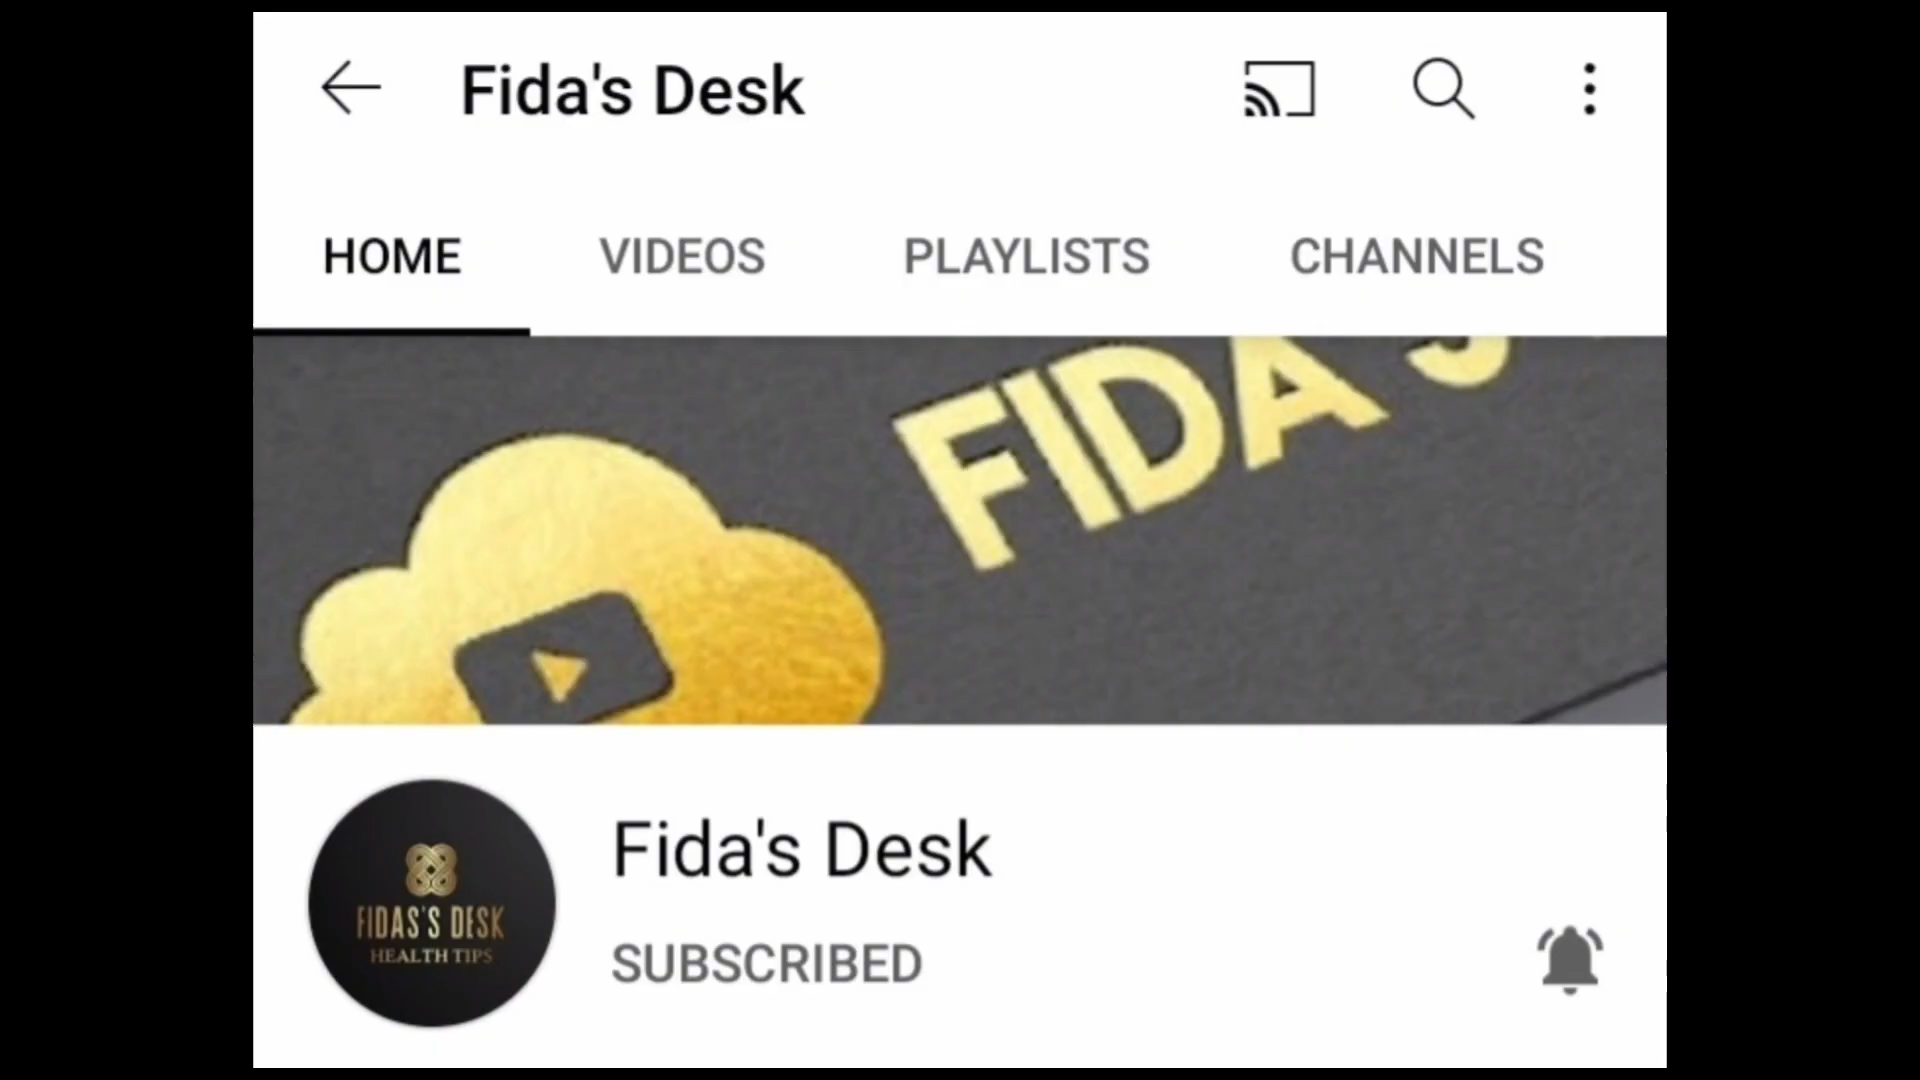 Fida's Desk
HOME VIDEOS PLAYLISTS CHANNELS
FIDA'S
Fida's Desk
SUBSCRIBED
FIDAS'S DESK
HEALTH TIPS